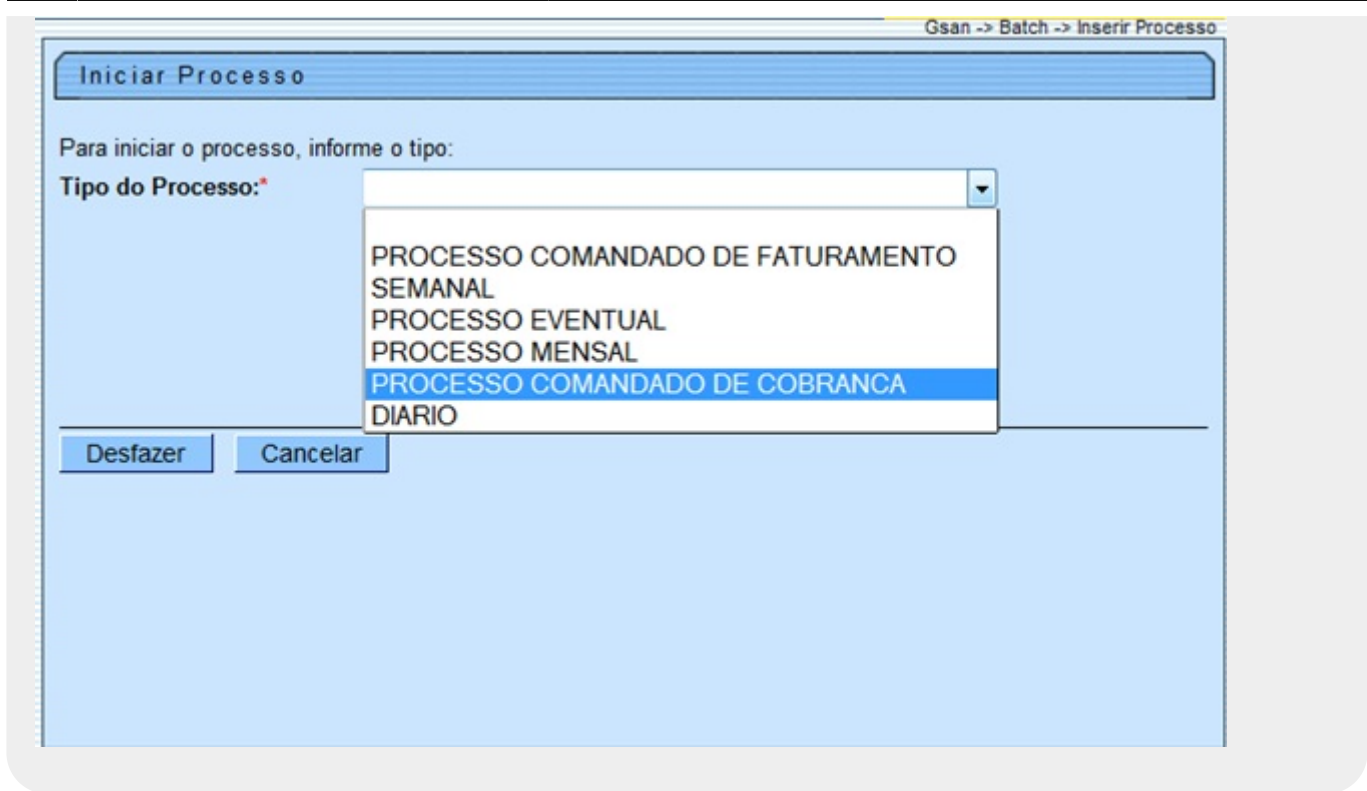 Gsan -> Batch -> Inserir Processo
Iniciar Processo
Para iniciar o processo, informe o tipo:
Tipo do Processo:*
PROCESSO COMANDADO DE FATURAMENTO
SEMANAL
PROCESSO EVENTUAL
PROCESSO MENSAL
PROCESSO COMANDADO DE COBRANCA
DIARIO
Desfazer Cancelar